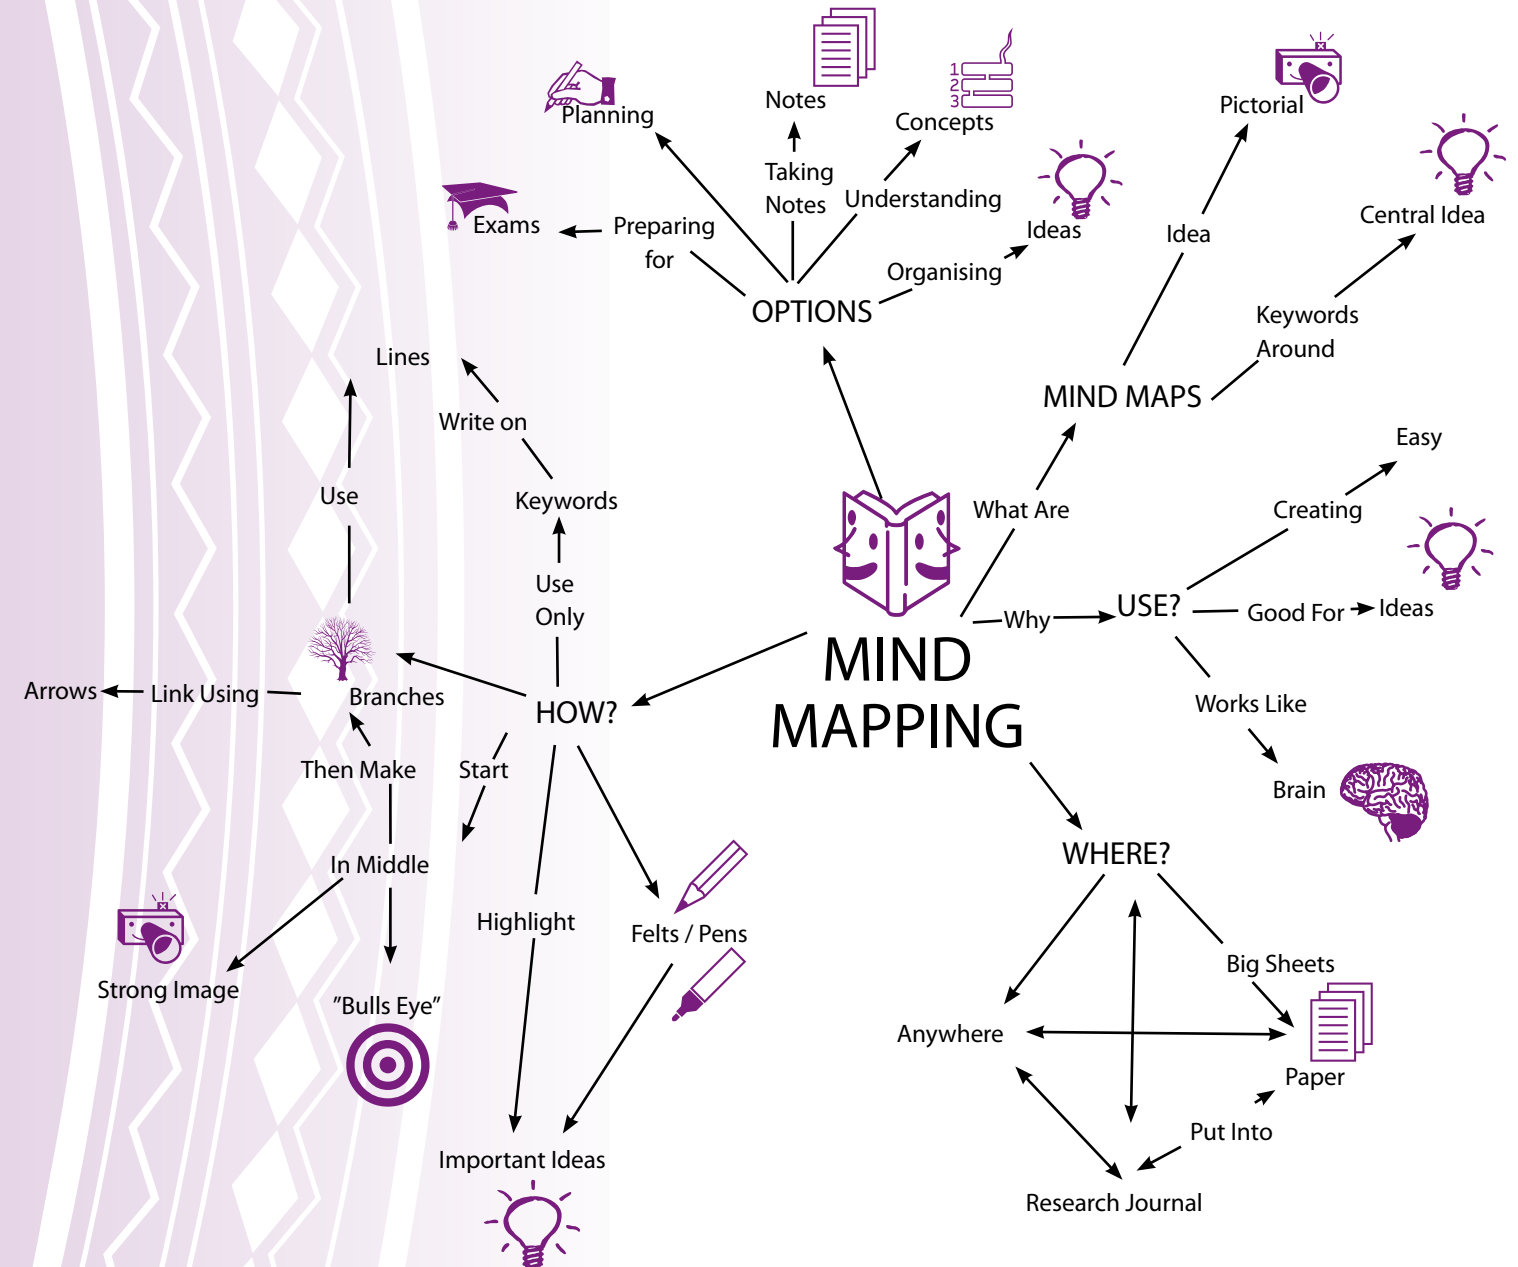 Planning
Notes
1
2
3
Concepts
Pictorial
Taking
Notes
Understanding
Exams
Preparing
for
Ideas
Organising
OPTIONS
Idea
Central Idea
Keywords
Around
MIND MAPS
Lines
Write on
Use
Keywords
Use
Only
What Are
Easy
Creating
Why
USE?
Good For
Ideas
Works Like
Brain
MIND
MAPPING
HOW?
Arrows
Link Using
Branches
Then Make
Start
In Middle
Strong Image
”Bulls Eye”
Highlight
Felts / Pens
Important Ideas
WHERE?
Big Sheets
Anywhere
Paper
Put Into
Research Journal